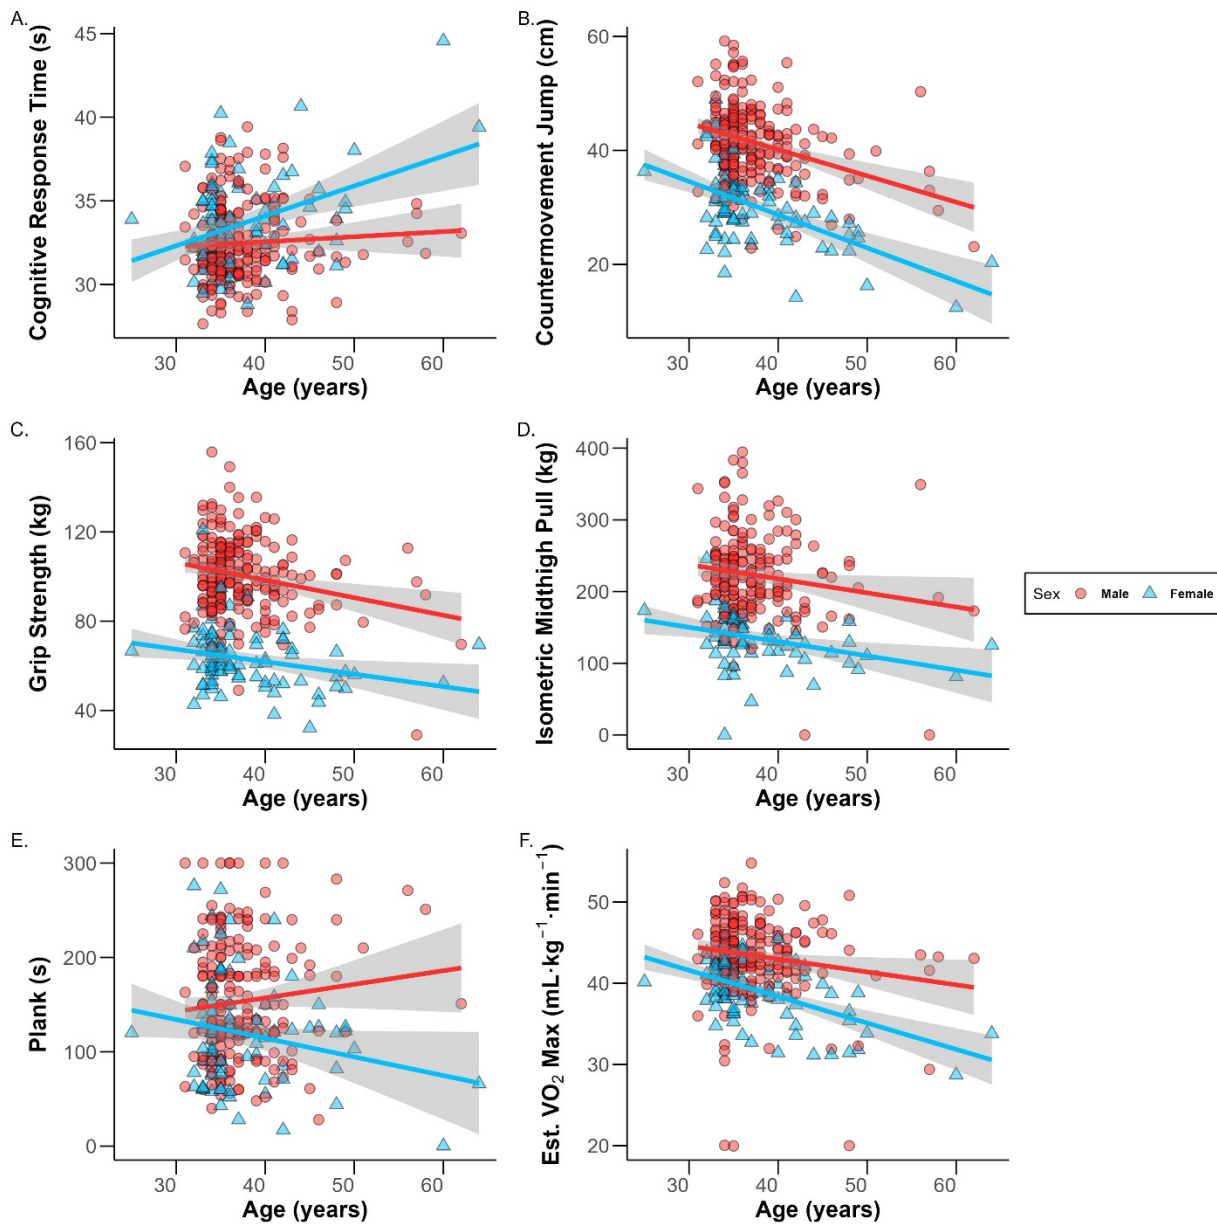 A.
Cognitive Response Time (s)
45
40
35
30
30 40 50 60
Age (years)
B.
Countermovement Jump (cm)
60
40
20
30 40 50 60
Age (years)
C.
Grip Strength (kg)
160
120
80
40
30 40 50 60
Age (years)
D.
Isometric Midthigh Pull (kg)
400
300
200
100
0
30 40 50 60
Age (years)
Sex Male Female
E.
Plank (s)
300
200
100
0
30 40 50 60
Age (years)
F.
Est. VO₂ Max (mL·kg⁻¹·min⁻¹)
50
40
30
20
30 40 50 60
Age (years)